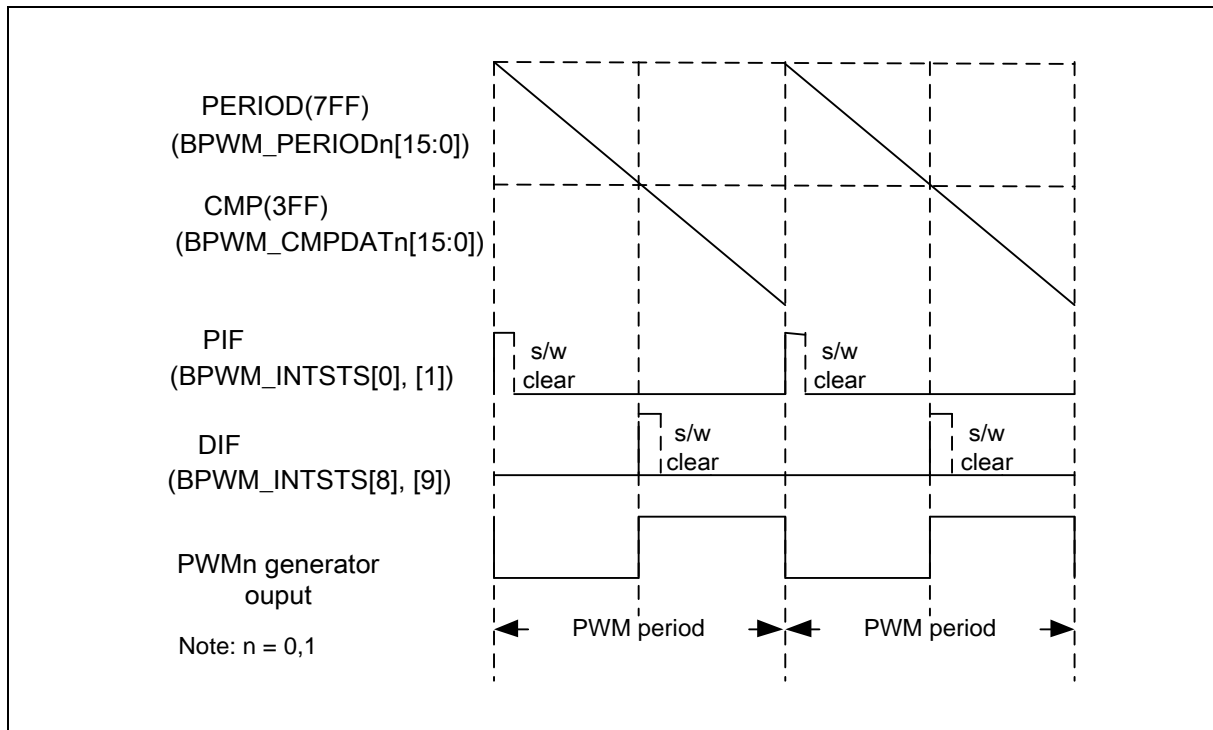 PERIOD(7FF)
(BPWM_PERIODn[15:0])
CMP(3FF)
(BPWM_CMPDATn[15:0])
PIF
(BPWM_INTSTS[0], [1])
s/w
clear
s/w
clear
DIF
(BPWM_INTSTS[8], [9])
s/w
clear
s/w
clear
PWMn generator
ouput
PWM period
PWM period
Note: n = 0,1